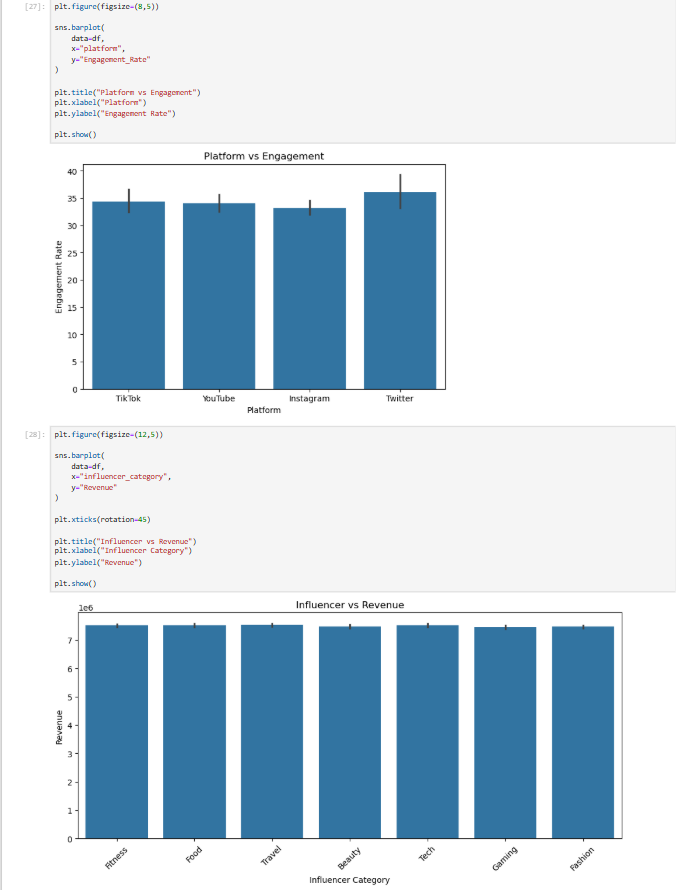 [27]:
plt.figure(figsize=(8,5))
sns.barplot(
    data=df,
    x="platform",
    y="Engagement_Rate"
)
plt.title("Platform vs Engagement")
plt.xlabel("Platform")
plt.ylabel("Engagement Rate")
plt.show()
Platform vs Engagement
40
35
30
25
20
15
10
5
0
Engagement Rate
TikTok YouTube Instagram Twitter
Platform
[28]:
plt.figure(figsize=(12,5))
sns.barplot(
    data=df,
    x="influencer_category",
    y="Revenue"
)
plt.xticks(rotation=45)
plt.title("Influencer vs Revenue")
plt.xlabel("Influencer Category")
plt.ylabel("Revenue")
plt.show()
1e6
Influencer vs Revenue
7
6
5
4
3
2
1
0
Revenue
Fitness Food Travel Beauty Tech Gaming Fashion
Influencer Category